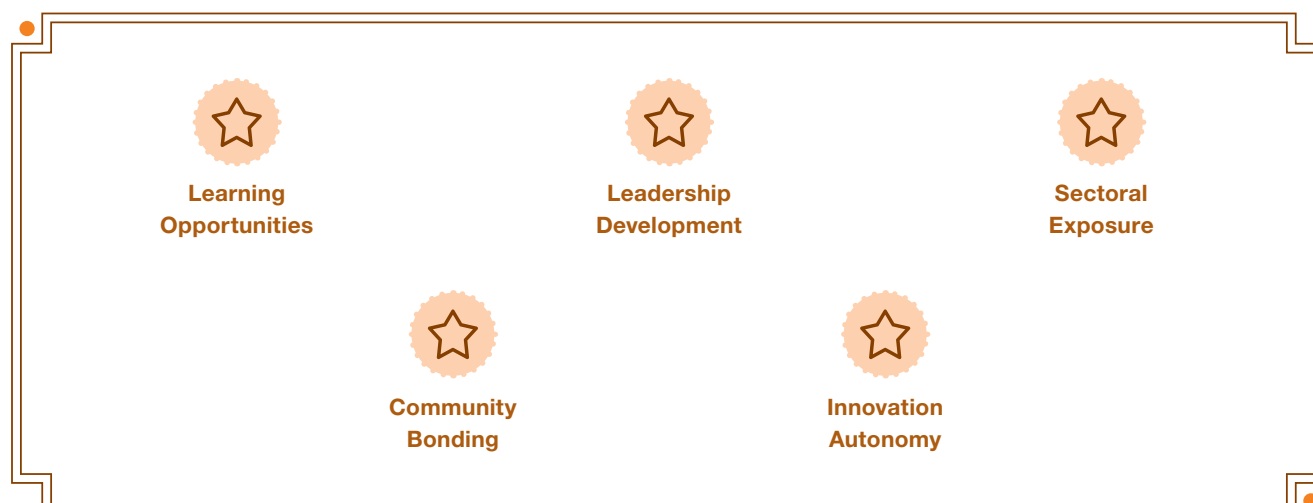 Learning
Opportunities
Leadership
Development
Sectoral
Exposure
Community
Bonding
Innovation
Autonomy